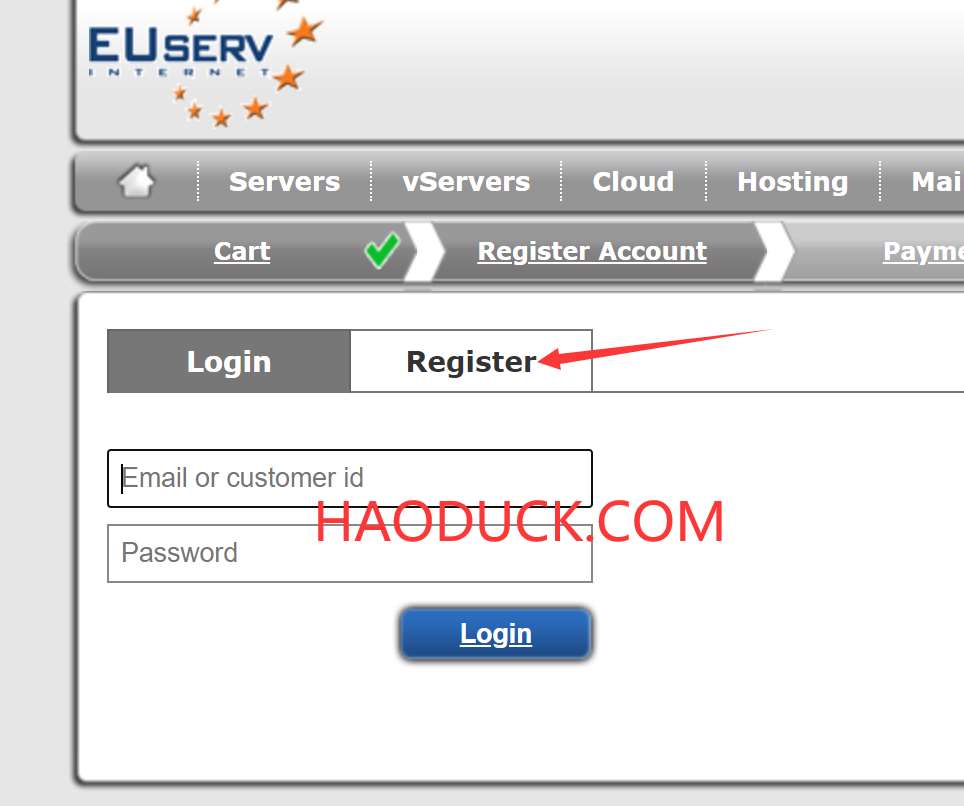 EUSERV
INTERNET
Servers vServers Cloud Hosting Mai
Cart Register Account Payme
Login Register
Email or customer id
HAODUCK.COM
Password
Login